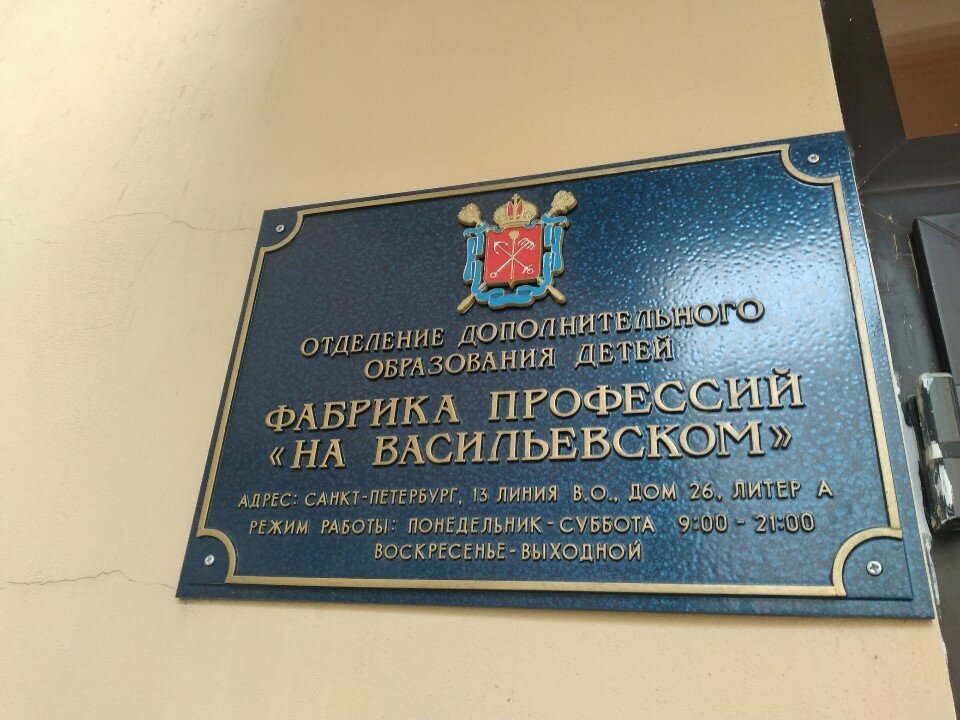 ОТДЕЛЕНИЕ ДОПОЛНИТЕЛЬНОГО
ОБРАЗОВАНИЯ ДЕТЕЙ
ФАБРИКА ПРОФЕССИЙ
«НА ВАСИЛЬЕВСКОМ»
АДРЕС: САНКТ-ПЕТЕРБУРГ, 13 ЛИНИЯ В.О., ДОМ 26, ЛИТЕР А
РЕЖИМ РАБОТЫ: ПОНЕДЕЛЬНИК-СУББОТА 9:00 - 21:00
ВОСКРЕСЕНЬЕ-ВЫХОДНОЙ